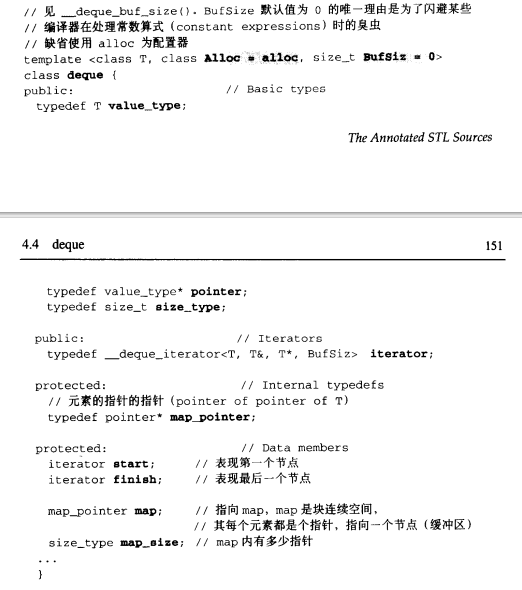 // 见 __deque_buf_size(). BufSize 默认值为 0 的唯一理由是为了闪避某些
// 编译器在处理常数算式 (constant expressions) 时的臭虫
// 缺省使用 alloc 为配置器
template <class T, class Alloc = alloc, size_t BufSiz = 0>
class deque {
public: // Basic types
typedef T value_type;
The Annotated STL Sources
4.4 deque 151
typedef value_type* pointer;
typedef size_t size_type;
public: // Iterators
typedef __deque_iterator<T, T&, T*, BufSiz> iterator;
protected: // Internal typedefs
// 元素的指针的指针 (pointer of pointer of T)
typedef pointer* map_pointer;
protected: // Data members
iterator start; // 表现第一个节点
iterator finish; // 表现最后一个节点
map_pointer map; // 指向 map，map 是块连续空间，
// 其每个元素都是个指针，指向一个节点（缓冲区）
size_type map_size; // map 内有多少指针
...
}